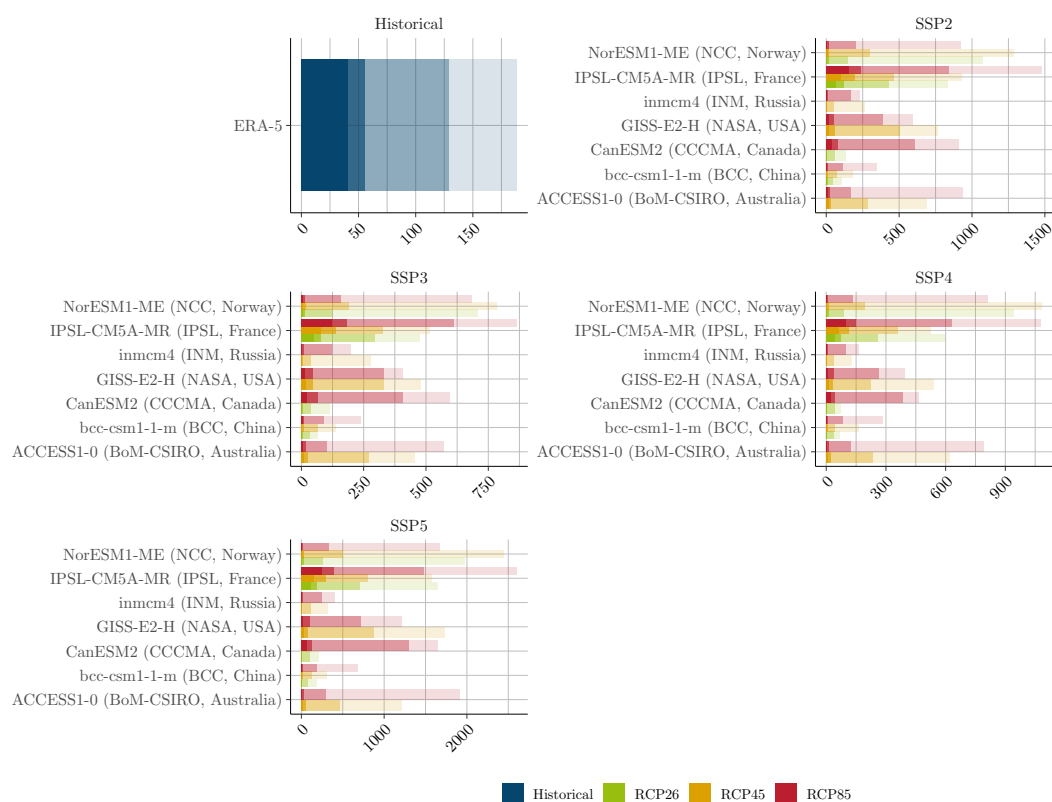 Historical
ERA-5
0
50
100
150
SSP2
NorESM1-ME (NCC, Norway)
IPSL-CM5A-MR (IPSL, France)
inmcm4 (INM, Russia)
GISS-E2-H (NASA, USA)
CanESM2 (CCCMA, Canada)
bcc-csm1-1-m (BCC, China)
ACCESS1-0 (BoM-CSIRO, Australia)
0
500
1000
1500
SSP3
NorESM1-ME (NCC, Norway)
IPSL-CM5A-MR (IPSL, France)
inmcm4 (INM, Russia)
GISS-E2-H (NASA, USA)
CanESM2 (CCCMA, Canada)
bcc-csm1-1-m (BCC, China)
ACCESS1-0 (BoM-CSIRO, Australia)
0
250
500
750
SSP4
NorESM1-ME (NCC, Norway)
IPSL-CM5A-MR (IPSL, France)
inmcm4 (INM, Russia)
GISS-E2-H (NASA, USA)
CanESM2 (CCCMA, Canada)
bcc-csm1-1-m (BCC, China)
ACCESS1-0 (BoM-CSIRO, Australia)
0
300
600
900
SSP5
NorESM1-ME (NCC, Norway)
IPSL-CM5A-MR (IPSL, France)
inmcm4 (INM, Russia)
GISS-E2-H (NASA, USA)
CanESM2 (CCCMA, Canada)
bcc-csm1-1-m (BCC, China)
ACCESS1-0 (BoM-CSIRO, Australia)
0
1000
2000
Historical RCP26 RCP45 RCP85